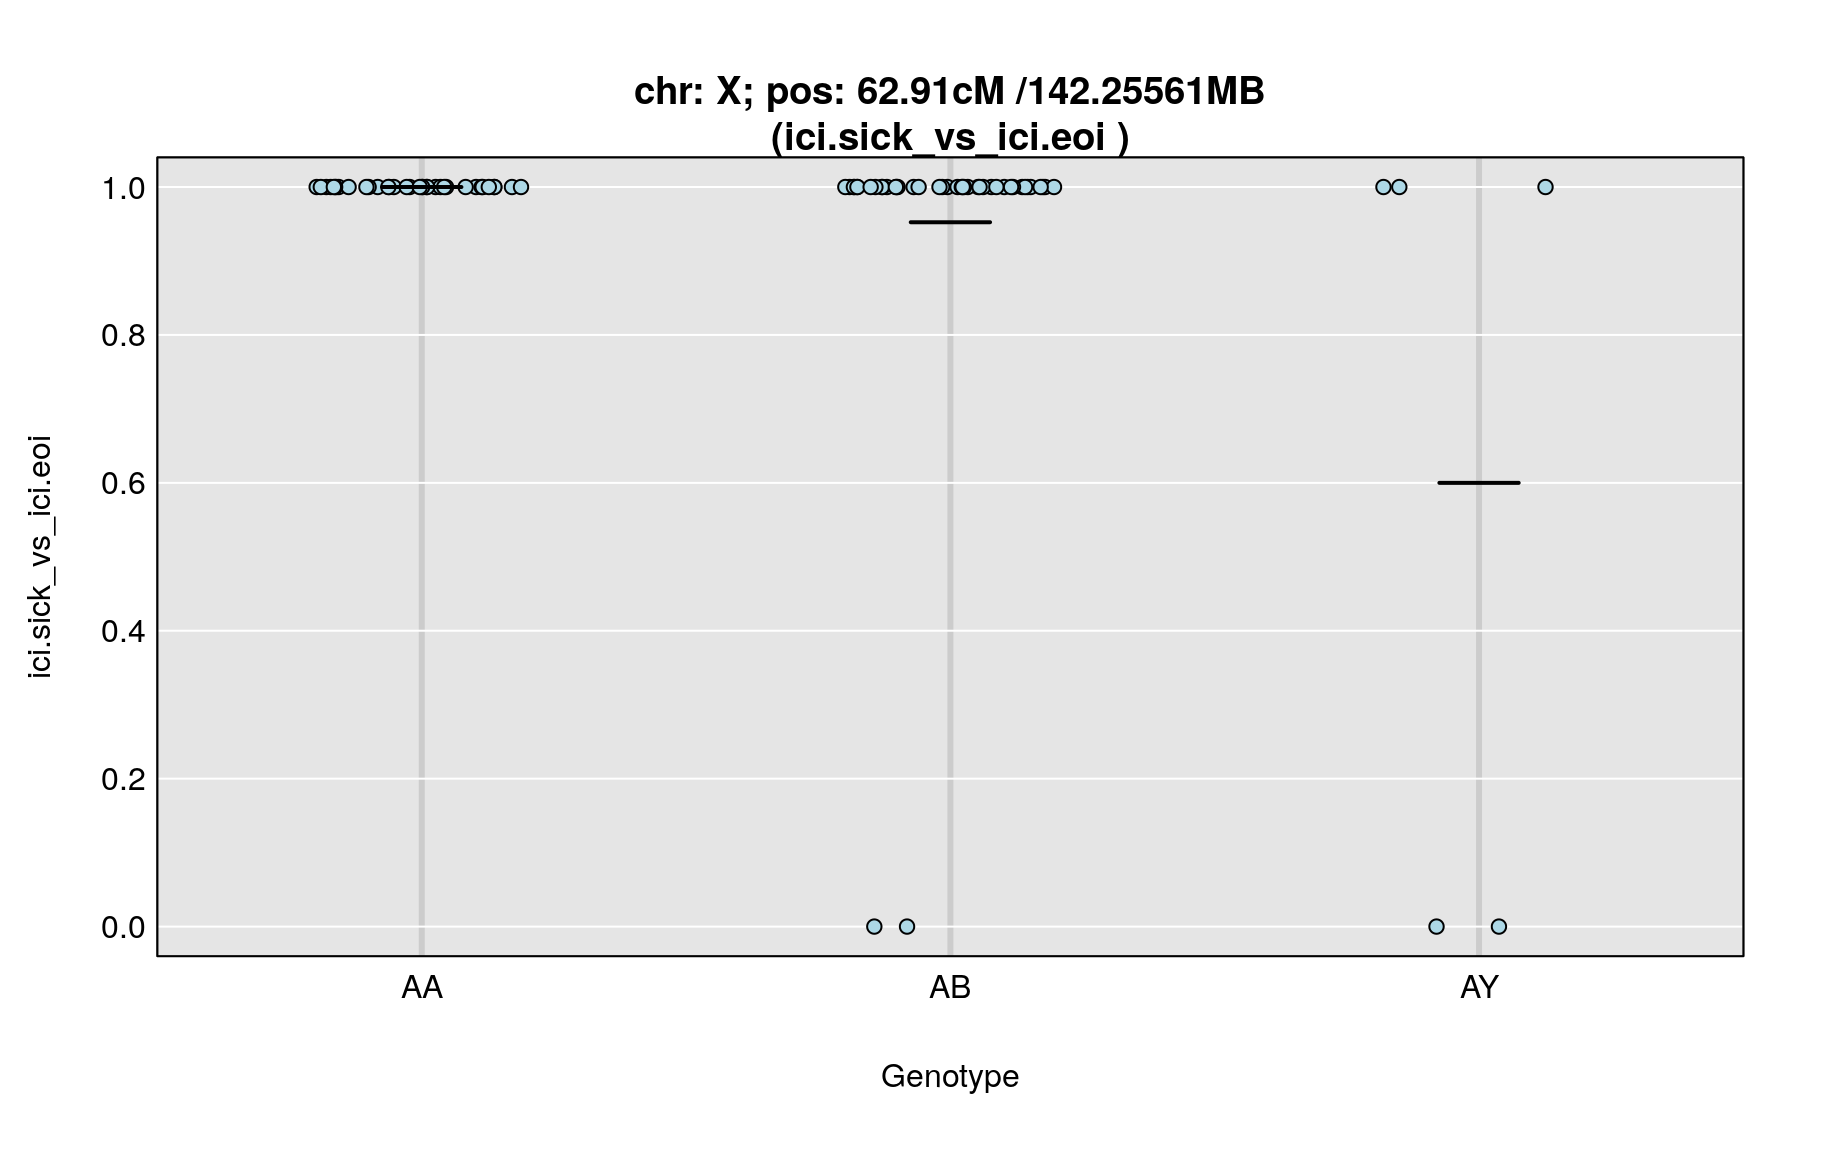 chr: X; pos: 62.91cM /142.25561MB
(ici.sick_vs_ici.eoi )
ici.sick_vs_ici.eoi
1.0
0.8
0.6
0.4
0.2
0.0
AA AB AY
Genotype